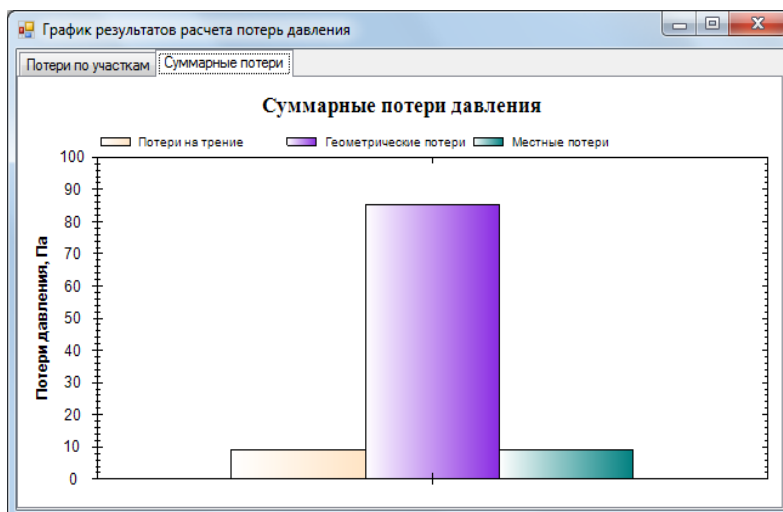 График результатов расчета потерь давления
Потери по участкам Суммарные потери
Суммарные потери давления
Потери на трение Геометрические потери Местные потери
Потери давления, Па
100
90
80
70
60
50
40
30
20
10
0